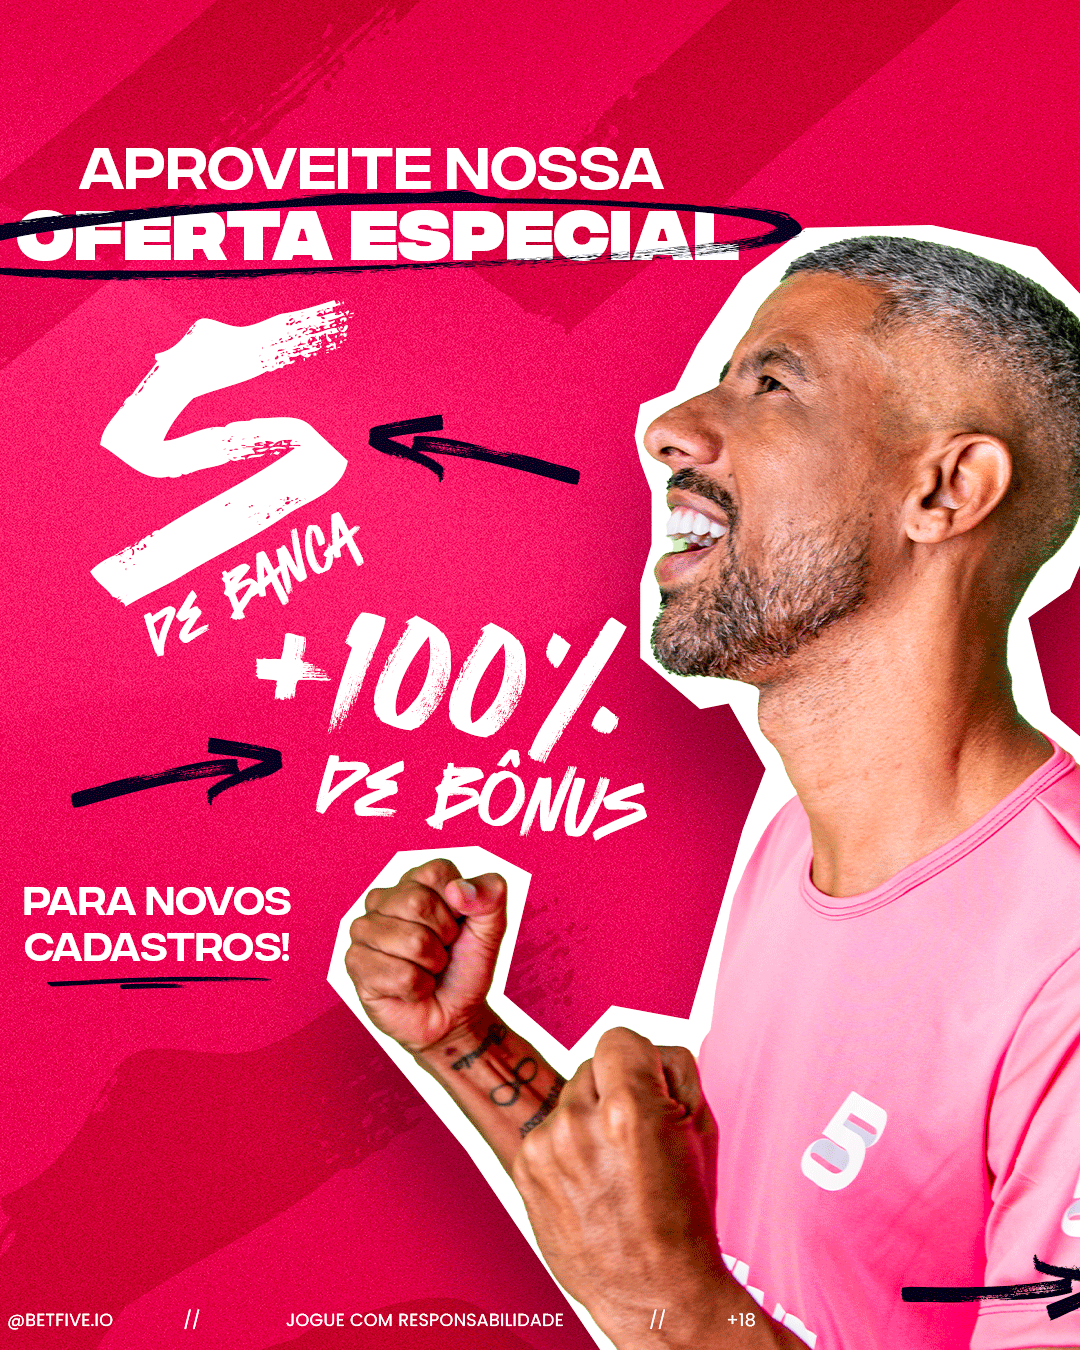 APROVEITE NOSSA
OFERTA ESPECIAL
5
DE BANCA
+100%
DE BÔNUS
PARA NOVOS
CADASTROS!
5
@BETFIVE.IO // JOGUE COM RESPONSABILIDADE // +18